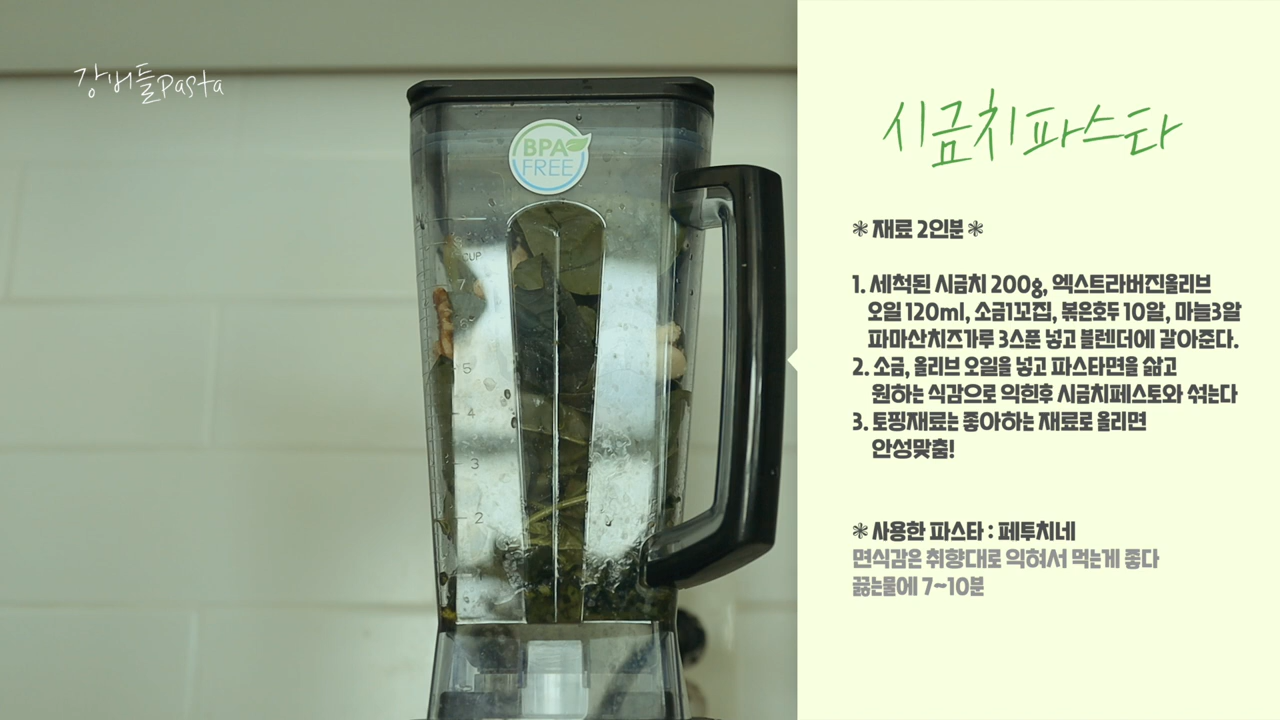 강버들pasta
BPA
FREE
CUP
7
6
5
4
3
2
시금치파스타
❃ 재료 2인분 ❃
1. 세척된 시금치 200g, 엑스트라버진올리브
오일 120ml, 소금1꼬집, 볶은호두 10알, 마늘3알
파마산치즈가루 3스푼 넣고 블렌더에 갈아준다.
2. 소금, 올리브 오일을 넣고 파스타면을 삶고
원하는 식감으로 익힌후 시금치페스토와 섞는다
3. 토핑재료는 좋아하는 재료로 올리면
안성맞춤!
❃ 사용한 파스타 : 페투치네
면식감은 취향대로 익혀서 먹는게 좋다
끓는물에 7~10분